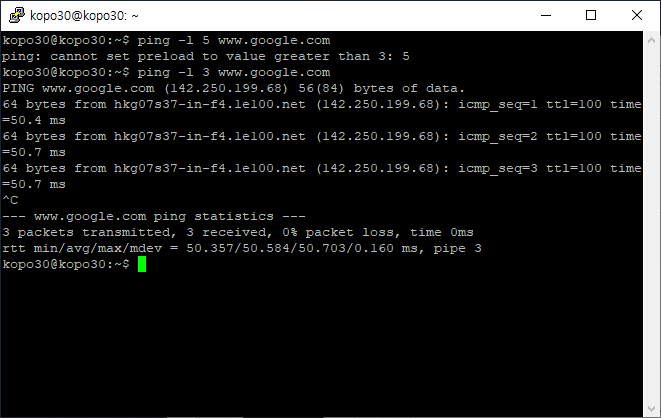 kopo30@kopo30: ~
kopo30@kopo30:~$ ping -l 5 www.google.com
ping: cannot set preload to value greater than 3: 5
kopo30@kopo30:~$ ping -l 3 www.google.com
PING www.google.com (142.250.199.68) 56(84) bytes of data.
64 bytes from hkg07s37-in-f4.1e100.net (142.250.199.68): icmp_seq=1 ttl=100 time
=50.4 ms
64 bytes from hkg07s37-in-f4.1e100.net (142.250.199.68): icmp_seq=2 ttl=100 time
=50.7 ms
64 bytes from hkg07s37-in-f4.1e100.net (142.250.199.68): icmp_seq=3 ttl=100 time
=50.7 ms
^C
--- www.google.com ping statistics ---
3 packets transmitted, 3 received, 0% packet loss, time 0ms
rtt min/avg/max/mdev = 50.357/50.584/50.703/0.160 ms, pipe 3
kopo30@kopo30:~$